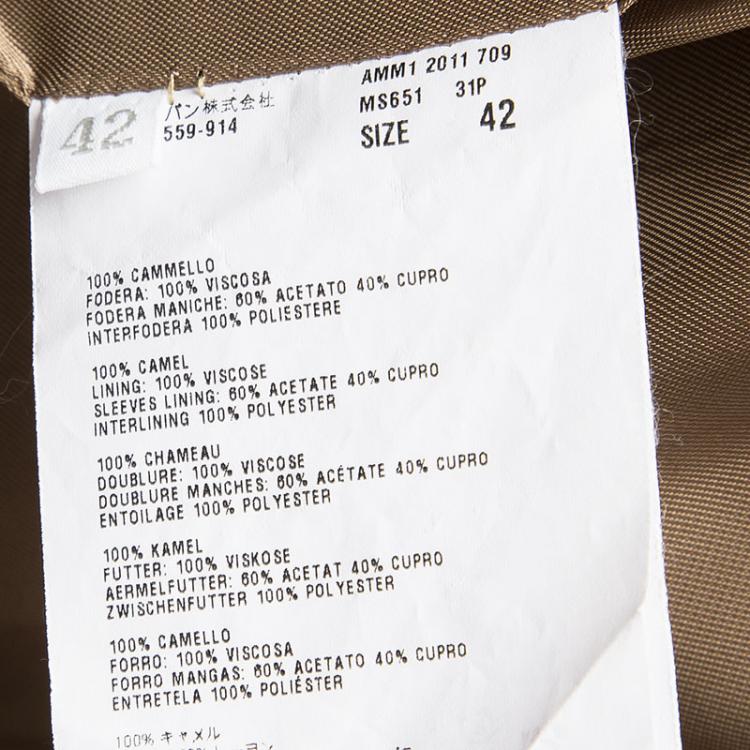 AMM1 2011 709
MS651 31P
SIZE 42
42
パン株式会社
559-914
100% CAMMELLO
FODERA: 100% VISCOSA
FODERA MANICHE: 60% ACETATO 40% CUPRO
INTERFODERA 100% POLIESTERE
100% CAMEL
LINING: 100% VISCOSE
SLEEVES LINING: 60% ACETATE 40% CUPRO
INTERLINING 100% POLYESTER
100% CHAMEAU
DOUBLURE: 100% VISCOSE
DOUBLURE MANCHES: 60% ACÉTATE 40% CUPRO
ENTOILAGE 100% POLYESTER
100% KAMEL
FUTTER: 100% VISKOSE
AERMELFUTTER: 60% ACETAT 40% CUPRO
ZWISCHENFUTTER 100% POLYESTER
100% CAMELLO
FORRO: 100% VISCOSA
FORRO MANGAS: 60% ACETATO 40% CUPRO
ENTRETELA 100% POLIÉSTER
100% キャメル